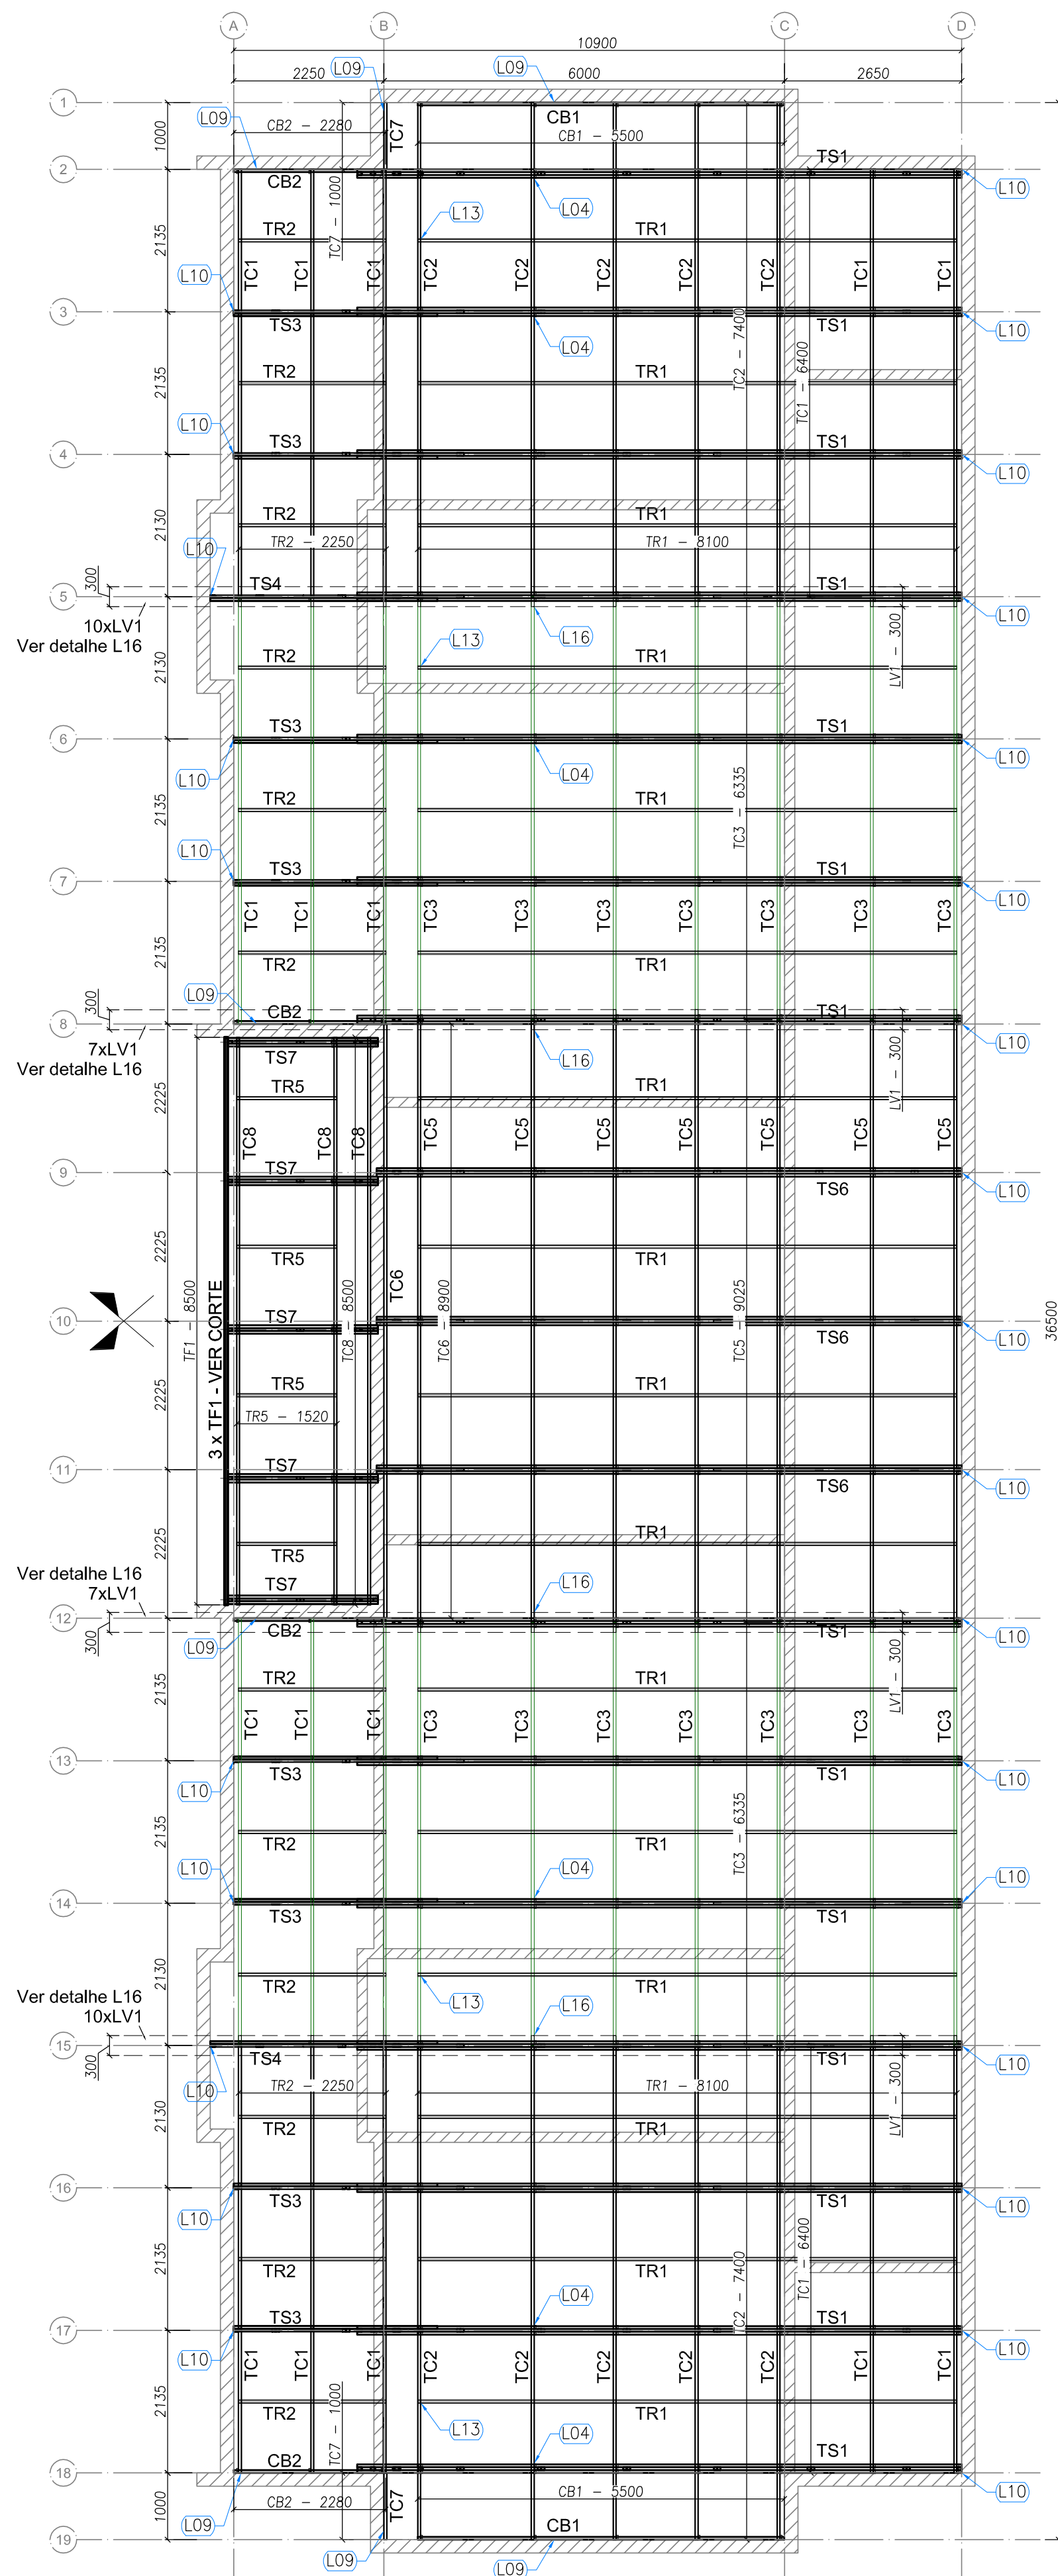 A B C D
10900
2250 L09 L09 6000 2650
1
L09 CB2 – 2280 TC7 CB1
CB1 – 5500
1000
2 TS1
CB2 L10
TC7 – 1000 L13 L04
TR2 TR1
2135
L10 TC1 TC1 TC1 TC2 TC2 TC2 TC2 TC1 TC1
3
TS3 L04 TS1 L10
TC2 – 7400 TC1 – 6400
2135 TR2 TR1
L10 TS3 TS1
4 L10
2130 TR2 TR1
L10 TR2 – 2250 TR1 – 8100
300 TS4 TS1
5 L10
10xLV1 L16
Ver detalhe L16
TR2 L13 TR1 LV1 – 300
2130
TS3 TS1
6
L10 L04 L10
2135 TR2 TR1 TC3 – 6335
L10 TS3 TS1
7 L10
TC1 TC1 TC1 TC3 TC3 TC3 TC3 TC3 TC3
2135 TR2 TR1
L09
300 CB2 TS1
8 L10
7xLV1 TS7 L16 LV1 – 300
Ver detalhe L16
2225 TR5 TR1
TC8 TC8 TC8 TC5 TC5 TC5 TC5 TC5 TC5
TS7
9 TS6 L10
2225 TR5 TR1
TF1 – 8500 3 x TF1 - VER CORTE TC8 – 8500 TC6 TC6 – 8900 TC5 – 9025 36500
TS7
10 TS6 L10
2225 TR5 TR1
TR5 – 1520
TS7
11 TS6 L10
2225 TR1
TR5
Ver detalhe L16 TS7 L16
7xLV1
12 CB2 TS1 L10
300 L09
2135 TR2 TR1 LV1 – 300
TC1 TC1 TC1 TC3 TC3 TC3 TC3 TC3 TC3
13
L10 TS3 TS1 L10
2135 TR2 TR1 TC3 – 6335
L10 L04 L10
14
TS3 TS1
2130 TR2 L13 TR1
Ver detalhe L16 L16
10xLV1
15
TS4 TS1 L10
300 L10 TR2 – 2250 TR1 – 8100
2130 TR2 TR1 LV1 – 300
16
L10 TS3 TS1 L10
2135 TR2 TR1 TC2 – 7400 TC1 – 6400
TS3 L04 TS1
17
L10 L10
TC1 TC1 TC1 TC2 TC2 TC2 TC2 TC1 TC1
2135 TR2 L13 TR1
TC7 – 1000
CB2 L04 TS1
18 L10
CB2 – 2280 TC7 CB1 – 5500
1000 L09 CB1
19
L09 L09